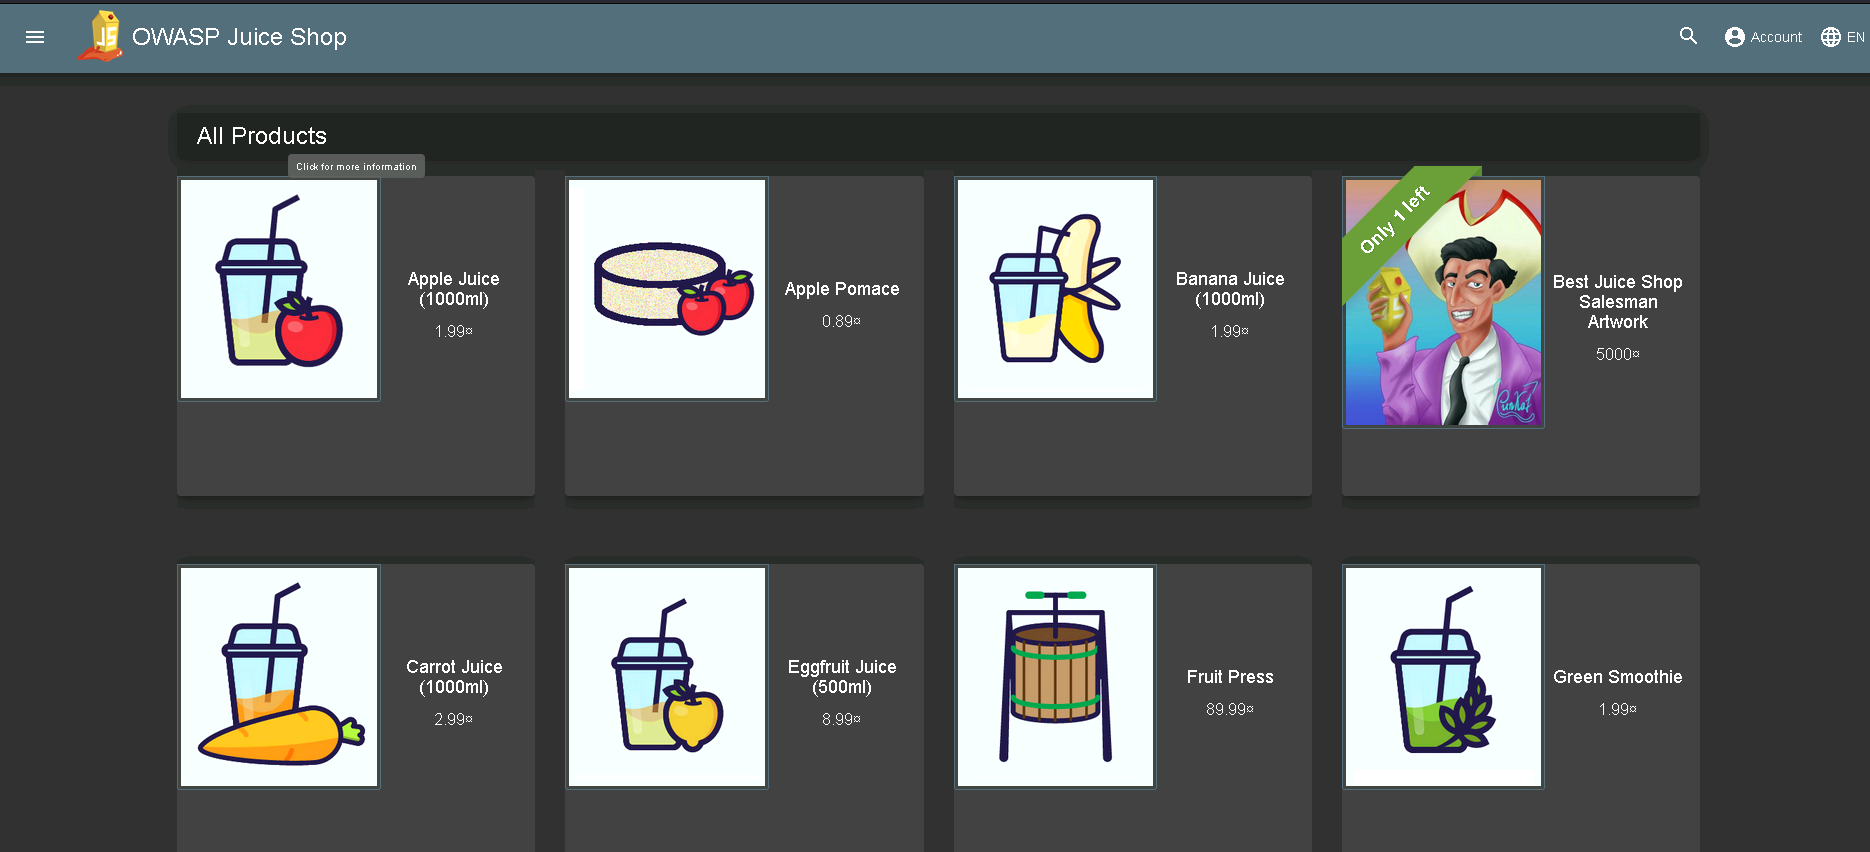 OWASP Juice Shop
Account
EN
All Products
Click for more information
Only 1 left
Apple Juice
(1000ml)
1.99¤
Apple Pomace
0.89¤
Banana Juice
(1000ml)
1.99¤
Best Juice Shop
Salesman
Artwork
5000¤
Carrot Juice
(1000ml)
2.99¤
Eggfruit Juice
(500ml)
8.99¤
Fruit Press
89.99¤
Green Smoothie
1.99¤